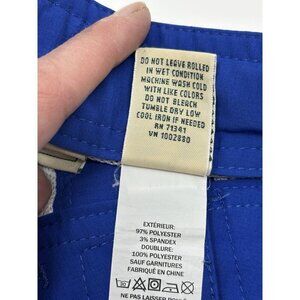 DO NOT LEAVE ROLLED
IN WET CONDITION
MACHINE WASH COLD
WITH LIKE COLORS
DO NOT BLEACH
TUMBLE DRY LOW
COOL IRON IF NEEDED
RN 71341
VN 1002880
EXTÉRIEUR:
97% POLYESTER
3% SPANDEX
DOUBLURE:
100% POLYESTER
SAUF GARNITURES
FABRIQUÉ EN CHINE
NE PAS LAISSER